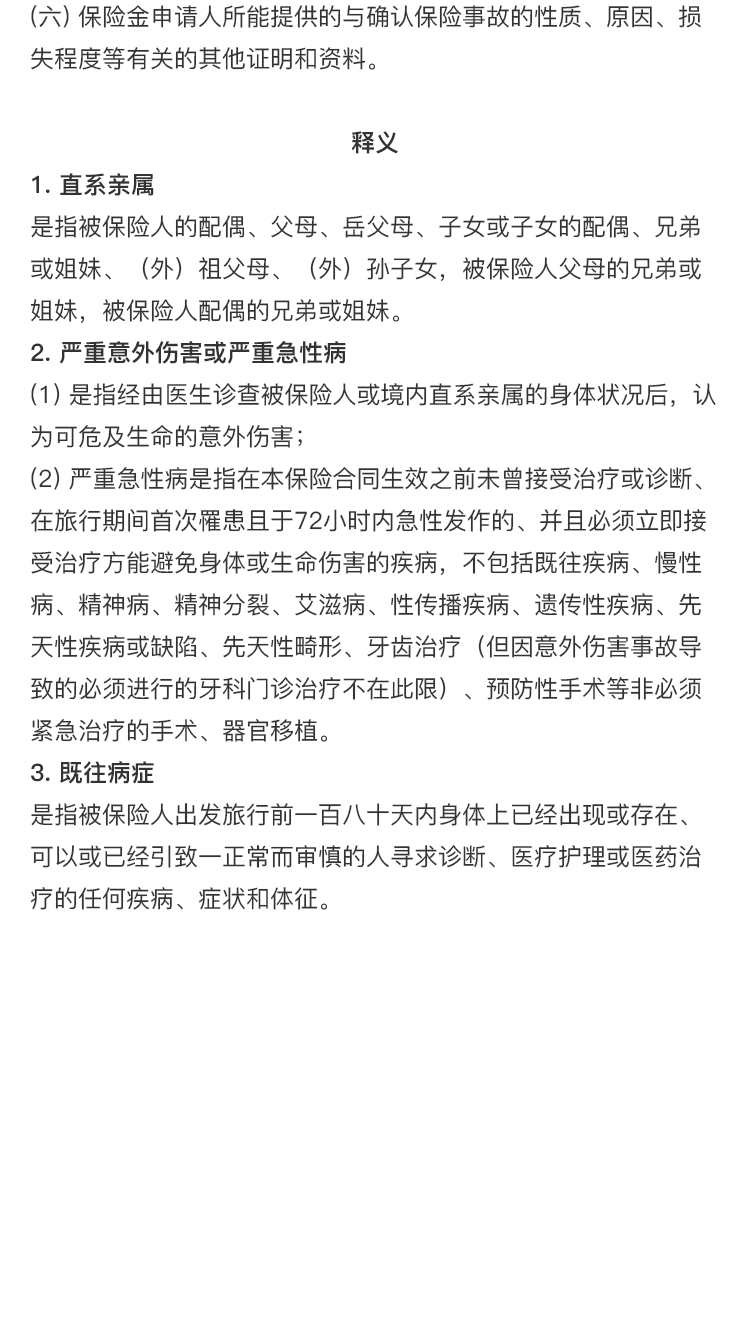 (六) 保险金申请人所能提供的与确认保险事故的性质、原因、损
失程度等有关的其他证明和资料。
释义
1. 直系亲属
是指被保险人的配偶、父母、岳父母、子女或子女的配偶、兄弟
或姐妹、（外）祖父母、（外）孙子女，被保险人父母的兄弟或
姐妹，被保险人配偶的兄弟或姐妹。
2. 严重意外伤害或严重急性病
(1) 是指经由医生诊查被保险人或境内直系亲属的身体状况后，认
为可危及生命的意外伤害；
(2) 严重急性病是指在本保险合同生效之前未曾接受治疗或诊断、
在旅行期间首次罹患且于72小时内急性发作的、并且必须立即接
受治疗方能避免身体或生命伤害的疾病，不包括既往疾病、慢性
病、精神病、精神分裂、艾滋病、性传播疾病、遗传性疾病、先
天性疾病或缺陷、先天性畸形、牙齿治疗（但因意外伤害事故导
致的必须进行的牙科门诊治疗不在此限）、预防性手术等非必须
紧急治疗的手术、器官移植。
3. 既往病症
是指被保险人出发旅行前一百八十天内身体上已经出现或存在、
可以或已经引致一正常而审慎的人寻求诊断、医疗护理或医药治
疗的任何疾病、症状和体征。